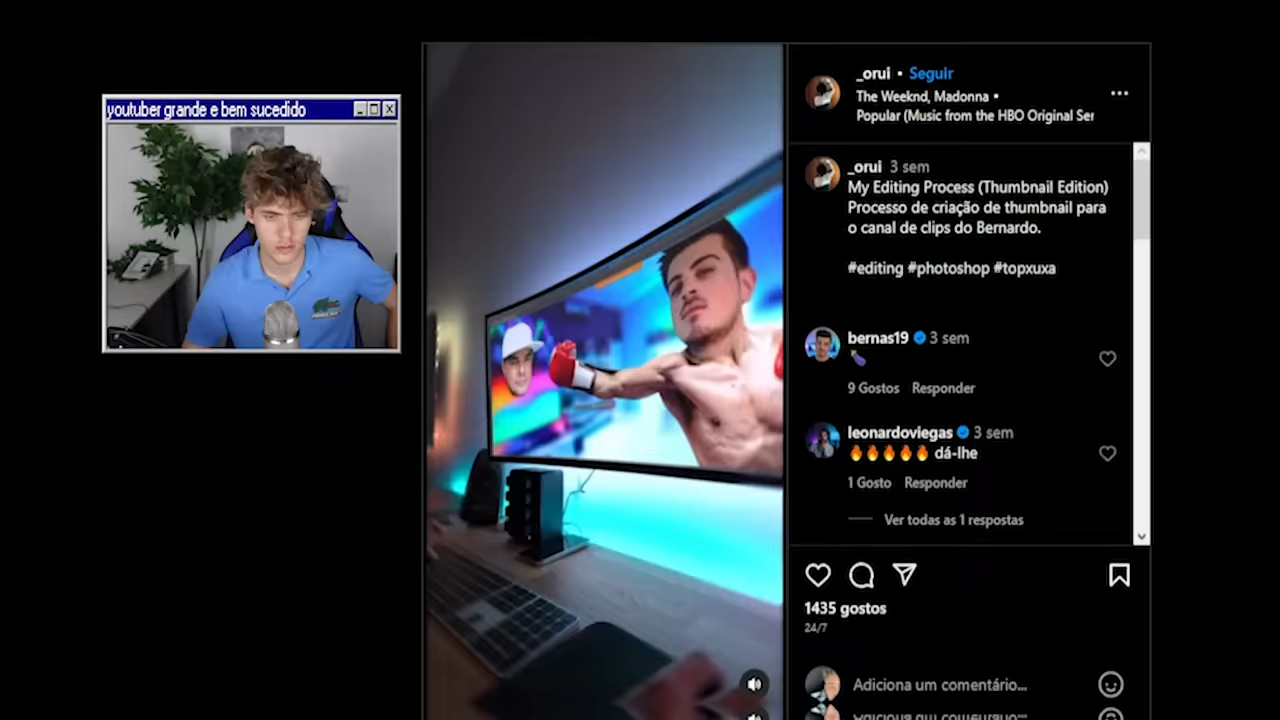 youtuber grande e bem sucedido
_orui • Seguir
The Weeknd, Madonna •
Popular (Music from the HBO Original Ser
_orui 3 sem
My Editing Process (Thumbnail Edition)
Processo de criação de thumbnail para
o canal de clips do Bernardo.
#editing #photoshop #topxuxa
bernas19 3 sem
🍆
9 Gostos Responder
leonardoviegas 3 sem
🔥🔥🔥🔥🔥 dá-lhe
1 Gosto Responder
Ver todas as 1 respostas
1435 gostos
24/7
Adiciona um comentário...